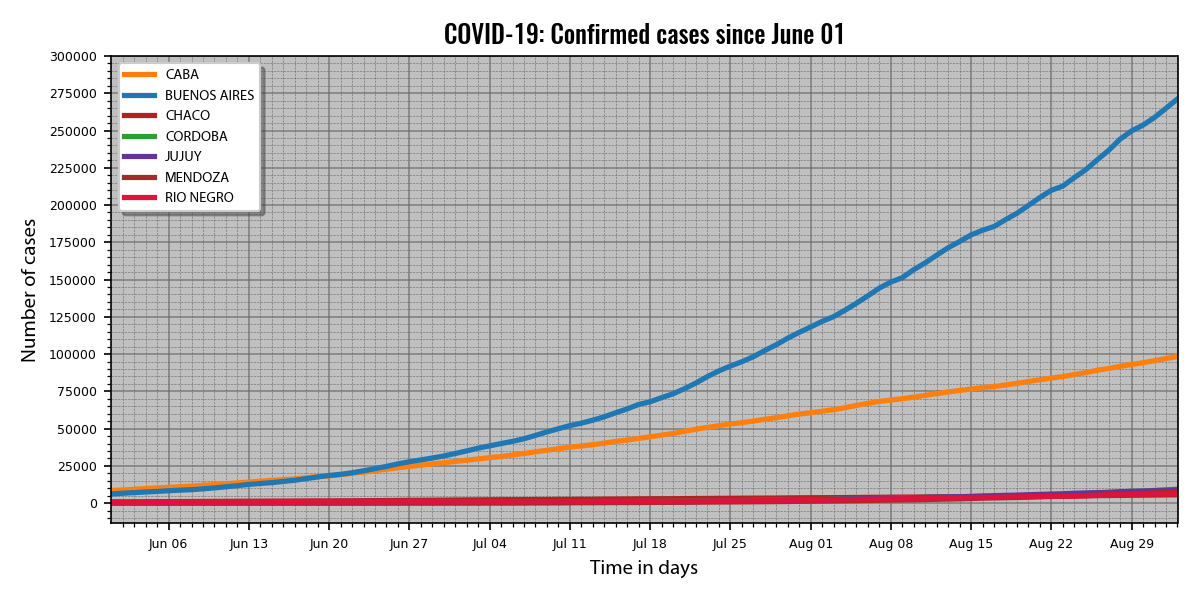 COVID-19: Confirmed cases since June 01
300000
275000
250000
225000
200000
175000
150000
125000
100000
75000
50000
25000
0
Number of cases
CABA
BUENOS AIRES
CHACO
CORDOBA
JUJUY
MENDOZA
RIO NEGRO
Jun 06 Jun 13 Jun 20 Jun 27 Jul 04 Jul 11 Jul 18 Jul 25 Aug 01 Aug 08 Aug 15 Aug 22 Aug 29
Time in days